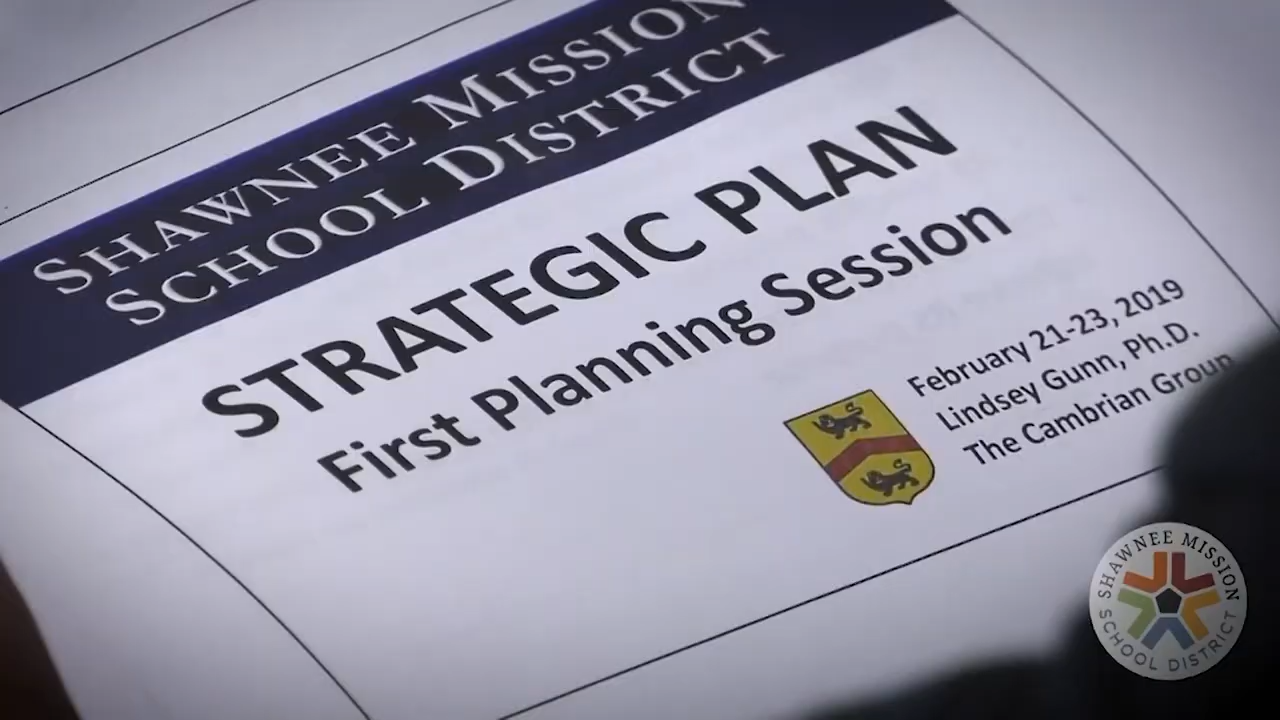 SHAWNEE MISSION
SCHOOL DISTRICT
STRATEGIC PLAN
First Planning Session
February 21-23, 2019
Lindsey Gunn, Ph.D.
The Cambrian Group
SHAWNEE MISSION
SCHOOL DISTRICT